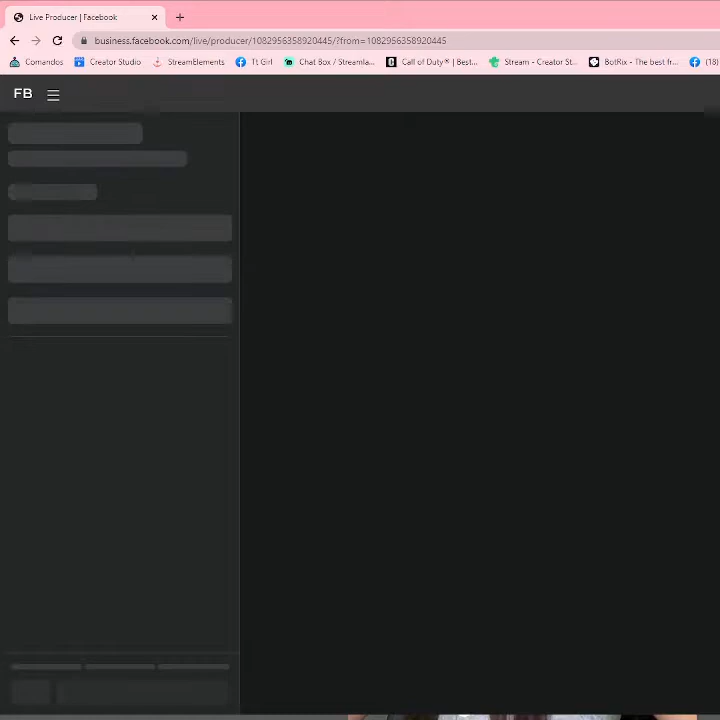 Live Producer | Facebook
business.facebook.com/live/producer/1082956358920445/?from=1082956358920445
Comandos Creator Studio StreamElements Tt Girl Chat Box / Streamla... Call of Duty® | Best... Stream - Creator St... BotRix - The best fr... (18)
FB